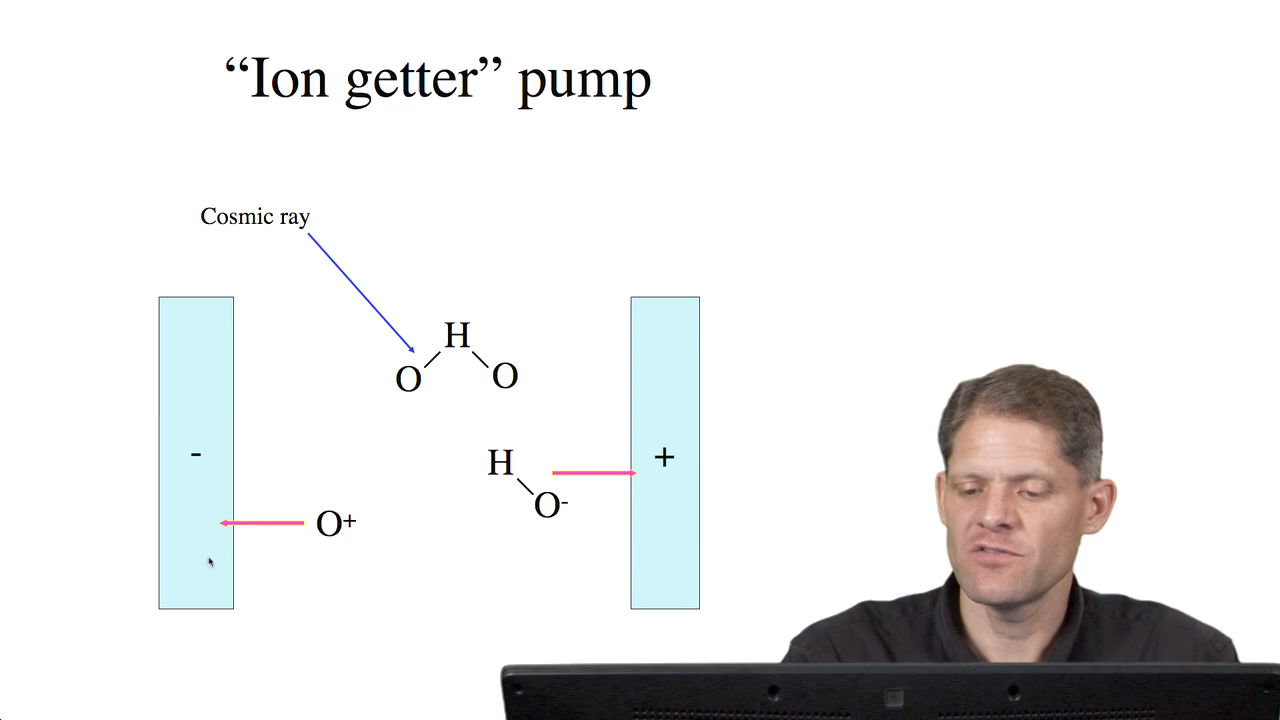 “Ion getter” pump
Cosmic ray
H
O O
- H +
O-
O+